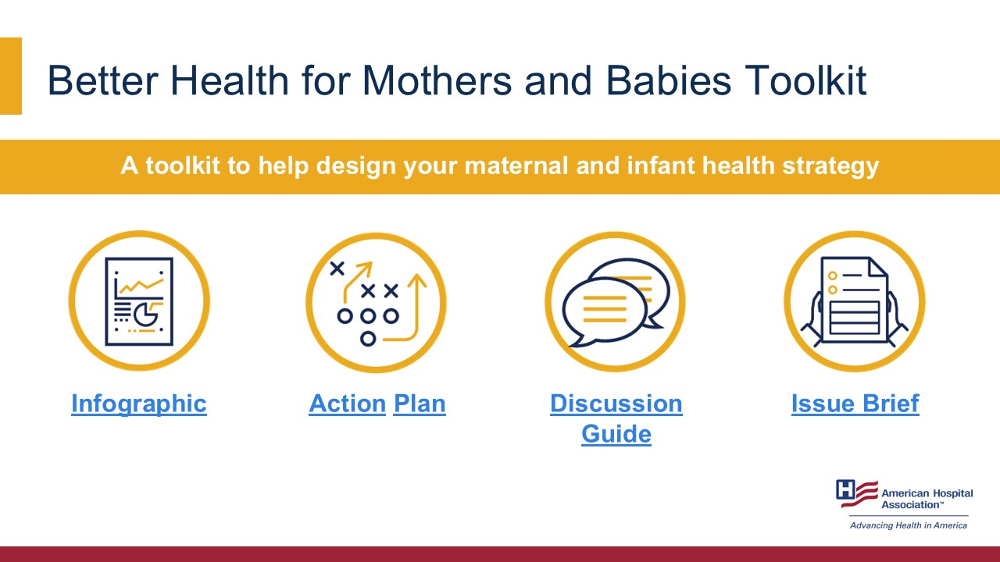 Better Health for Mothers and Babies Toolkit
A toolkit to help design your maternal and infant health strategy
Infographic
Action Plan
Discussion
Guide
Issue Brief
H
American Hospital
Association™
Advancing Health in America